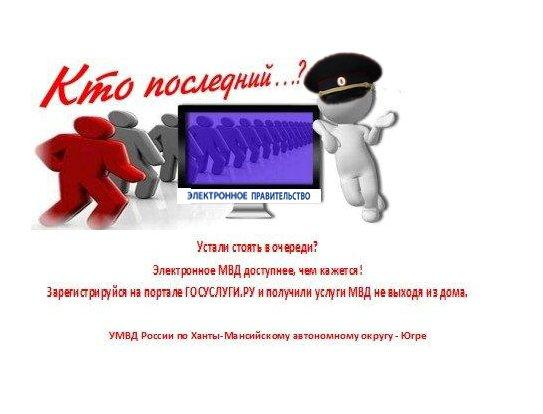 Кто последний...?
ЭЛЕКТРОННОЕ ПРАВИТЕЛЬСТВО
Устали стоять в очереди?
Электронное МВД доступнее, чем кажется!
Зарегистрируйся на портале ГОСУСЛУГИ.РУ и получили услуги МВД не выходя из дома.
УМВД России по Ханты-Мансийскому автономному округу - Югре